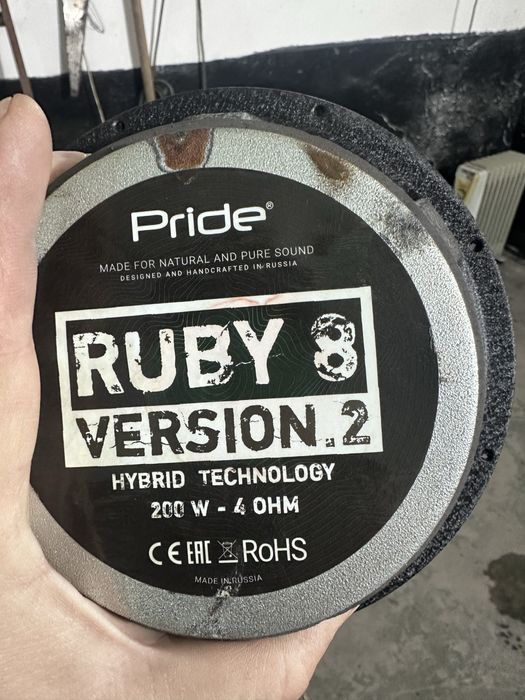 Pride®
MADE FOR NATURAL AND PURE SOUND
DESIGNED AND HANDCRAFTED IN RUSSIA
RUBY 8
VERSION.2
HYBRID TECHNOLOGY
200 W - 4 OHM
CE EAC RoHS
MADE IN RUSSIA